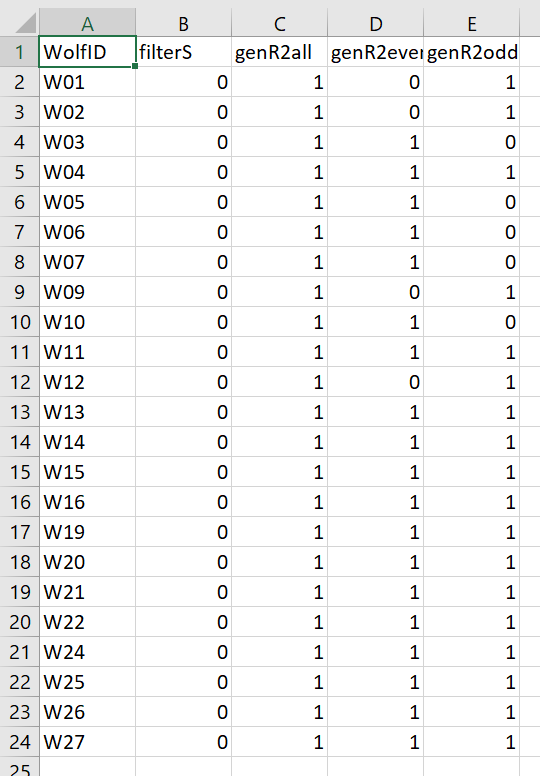 A B C D E
1 WolfID filterS genR2all genR2ever genR2odd
2 W01 0 1 0 1
3 W02 0 1 0 1
4 W03 0 1 1 0
5 W04 0 1 1 1
6 W05 0 1 1 0
7 W06 0 1 1 0
8 W07 0 1 1 0
9 W09 0 1 0 1
10 W10 0 1 1 0
11 W11 0 1 1 1
12 W12 0 1 0 1
13 W13 0 1 1 1
14 W14 0 1 1 1
15 W15 0 1 1 1
16 W16 0 1 1 1
17 W19 0 1 1 1
18 W20 0 1 1 1
19 W21 0 1 1 1
20 W22 0 1 1 1
21 W24 0 1 1 1
22 W25 0 1 1 1
23 W26 0 1 1 1
24 W27 0 1 1 1
25